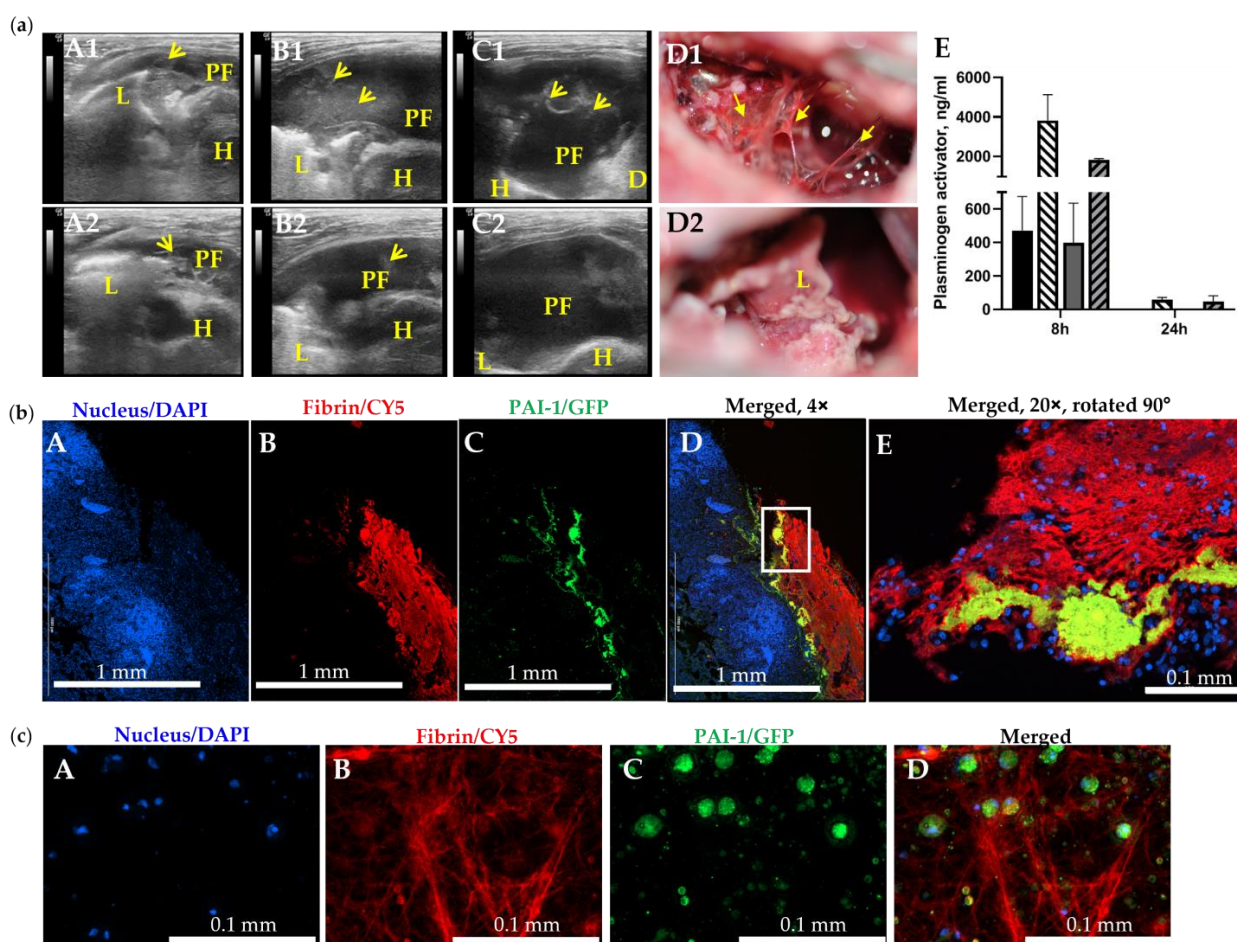 (a)
A1
PF
L
H
B1
PF
L
H
C1
PF
H
D
D1
A2
PF
L
H
B2
PF
L
H
C2
PF
L
H
D2
L
E
Plasminogen activator, ng/ml
6000
4000
2000
600
400
200
0
8h
24h
(b)
Nucleus/DAPI
Fibrin/CY5
PAI-1/GFP
Merged, 4×
Merged, 20×, rotated 90°
A
B
C
D
E
1 mm
1 mm
1 mm
1 mm
0.1 mm
(c)
Nucleus/DAPI
Fibrin/CY5
PAI-1/GFP
Merged
A
B
C
D
0.1 mm
0.1 mm
0.1 mm
0.1 mm